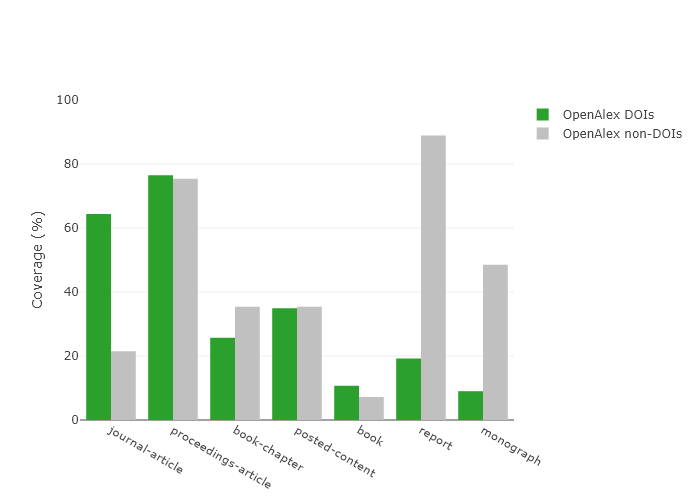 100
80
60
40
20
0
Coverage (%)
journal-article
proceedings-article
book-chapter
posted-content
book
report
monograph
OpenAlex DOIs
OpenAlex non-DOIs